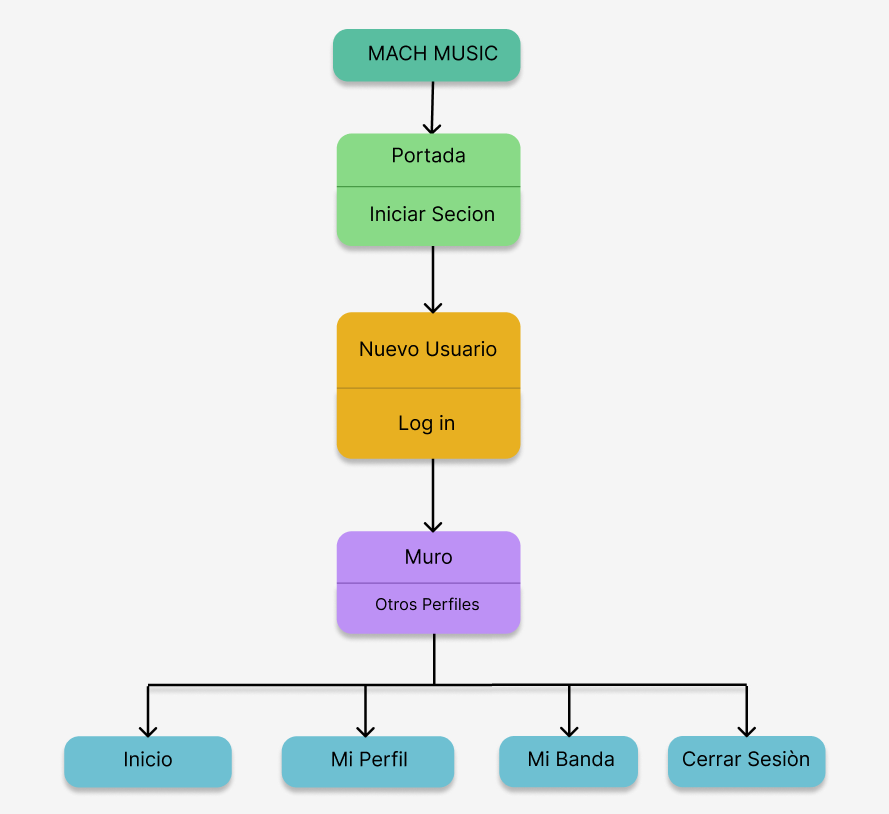 MACH MUSIC
Portada
Iniciar Secion
Nuevo Usuario
Log in
Muro
Otros Perfiles
Inicio
Mi Perfil
Mi Banda
Cerrar Sesiòn